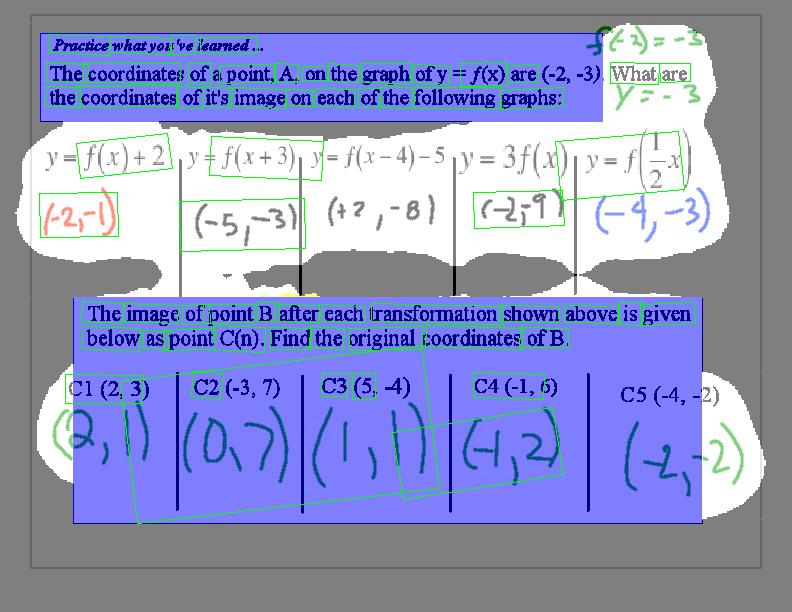 Practice what you've learned ...
f(-2) = -3
The coordinates of a point, A, on the graph of y = f(x) are (-2, -3). What are
the coordinates of it's image on each of the following graphs:
y = -3
y = f(x) + 2 y = f(x + 3) y = f(x − 4) − 5 y = 3f(x) y = f(1/2 x)
(-2,-1) (-5,-3) (+2,-8) (-2,-9) (-4,-3)
The image of point B after each transformation shown above is given
below as point C(n). Find the original coordinates of B.
C1 (2, 3) C2 (-3, 7) C3 (5, -4) C4 (-1, 6) C5 (-4, -2)
(2,1) (0,7) (1,1) (-1,2) (-2,-2)